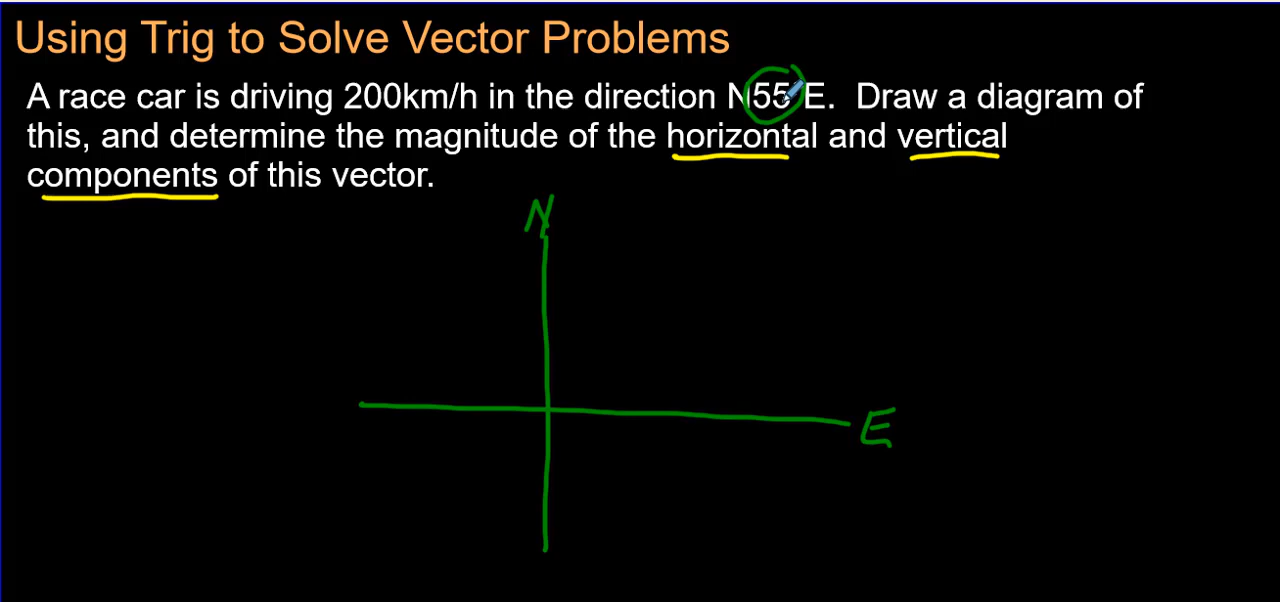 Using Trig to Solve Vector Problems
A race car is driving 200km/h in the direction N55°E. Draw a diagram of
this, and determine the magnitude of the horizontal and vertical
components of this vector.
N
E